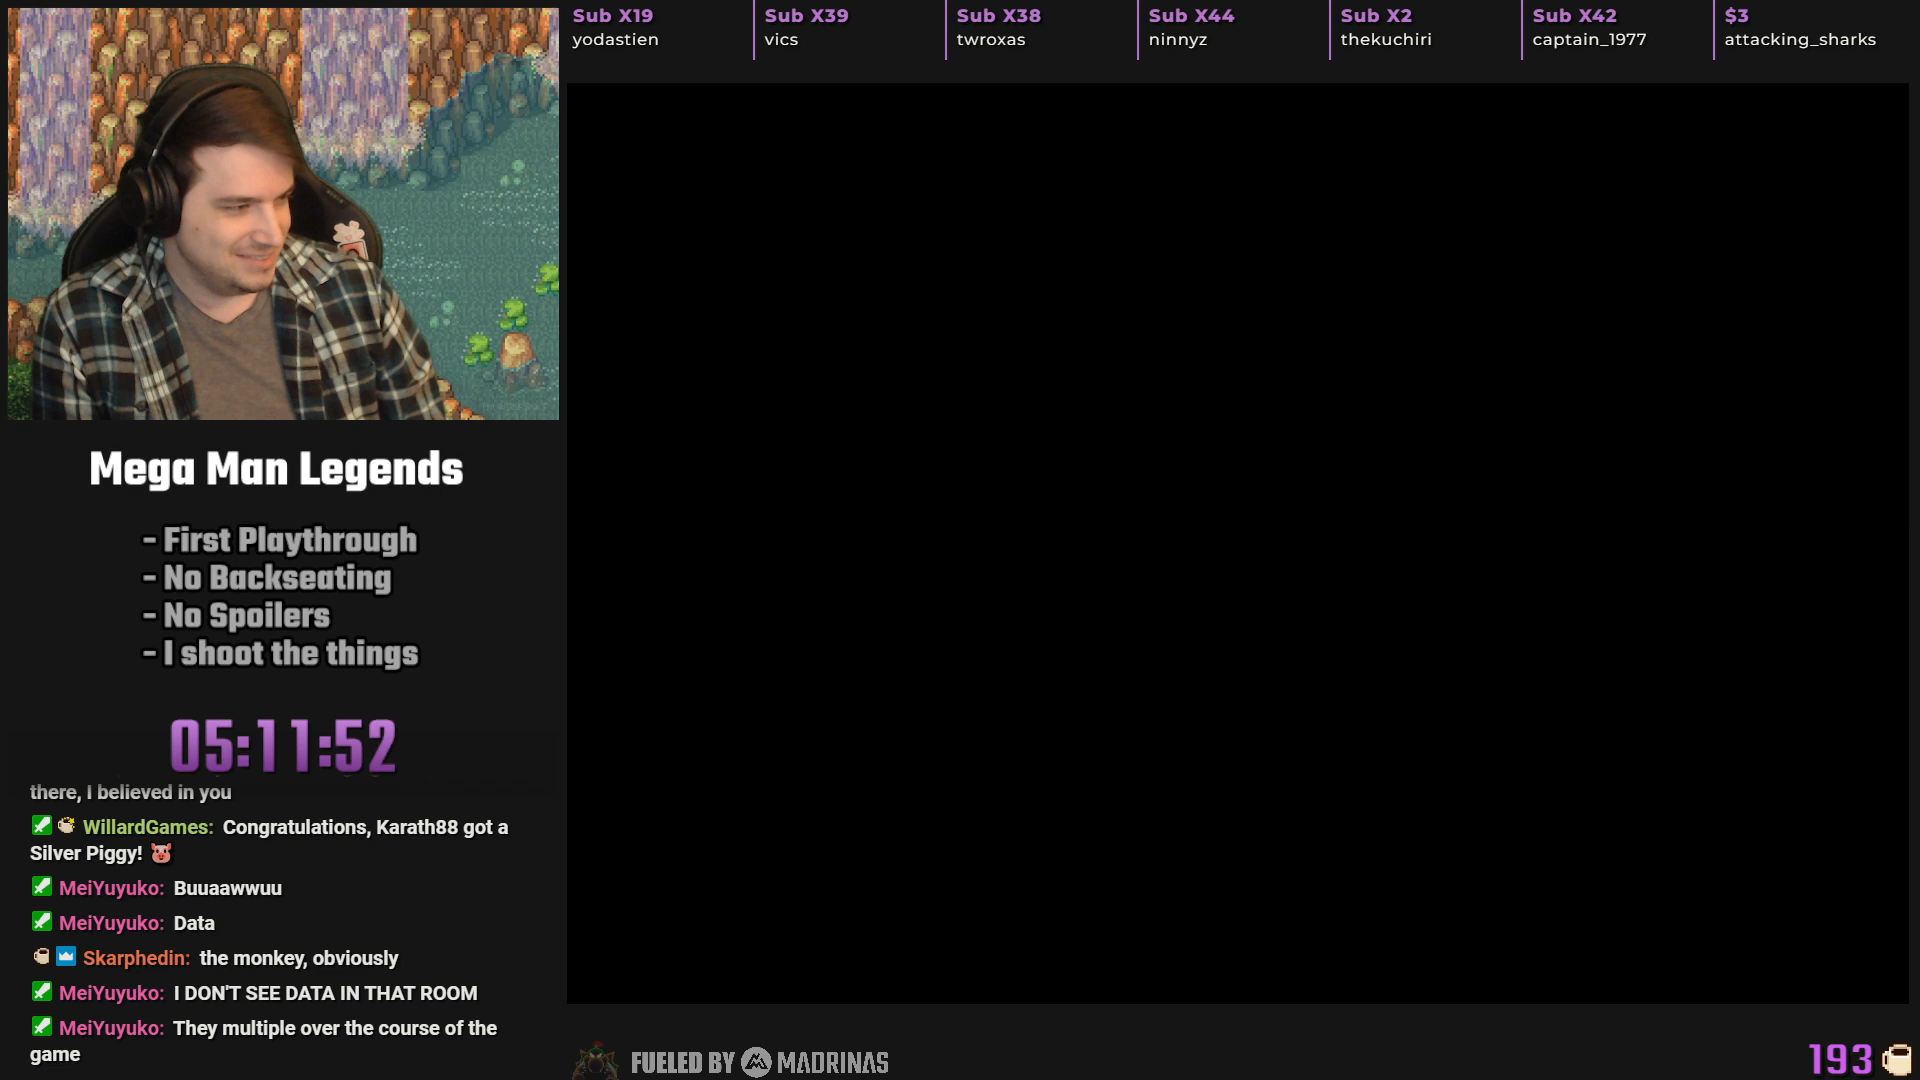 Sub X19
yodastien
Sub X39
vics
Sub X38
twroxas
Sub X44
ninnyz
Sub X2
thekuchiri
Sub X42
captain_1977
$3
attacking_sharks
Mega Man Legends
- First Playthrough
- No Backseating
- No Spoilers
- I shoot the things
05:11:52
there, I believed in you
WillardGames: Congratulations, Karath88 got a
Silver Piggy!
MeiYuyuko: Buuaawwuu
MeiYuyuko: Data
Skarphedin: the monkey, obviously
MeiYuyuko: I DON'T SEE DATA IN THAT ROOM
MeiYuyuko: They multiple over the course of the
game
FUELED BY MADRINAS
193